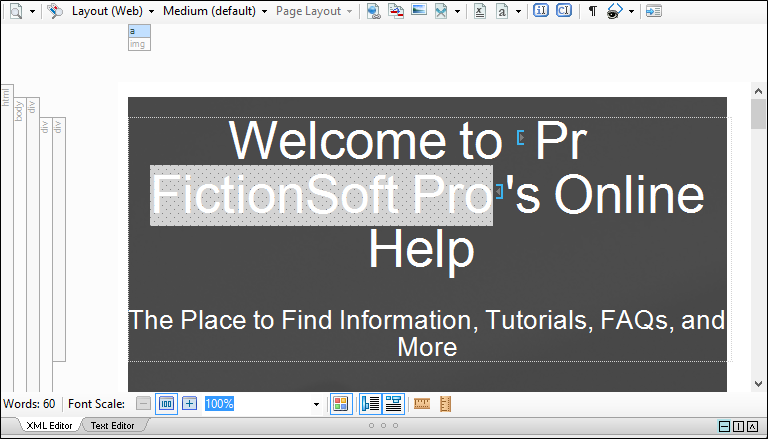 Layout (Web) Medium (default) Page Layout
a
img
html
body
div
div
div
Welcome to Pr
FictionSoft Pro's Online
Help
The Place to Find Information, Tutorials, FAQs, and
More
Words: 60 Font Scale: 100 100%
XML Editor Text Editor